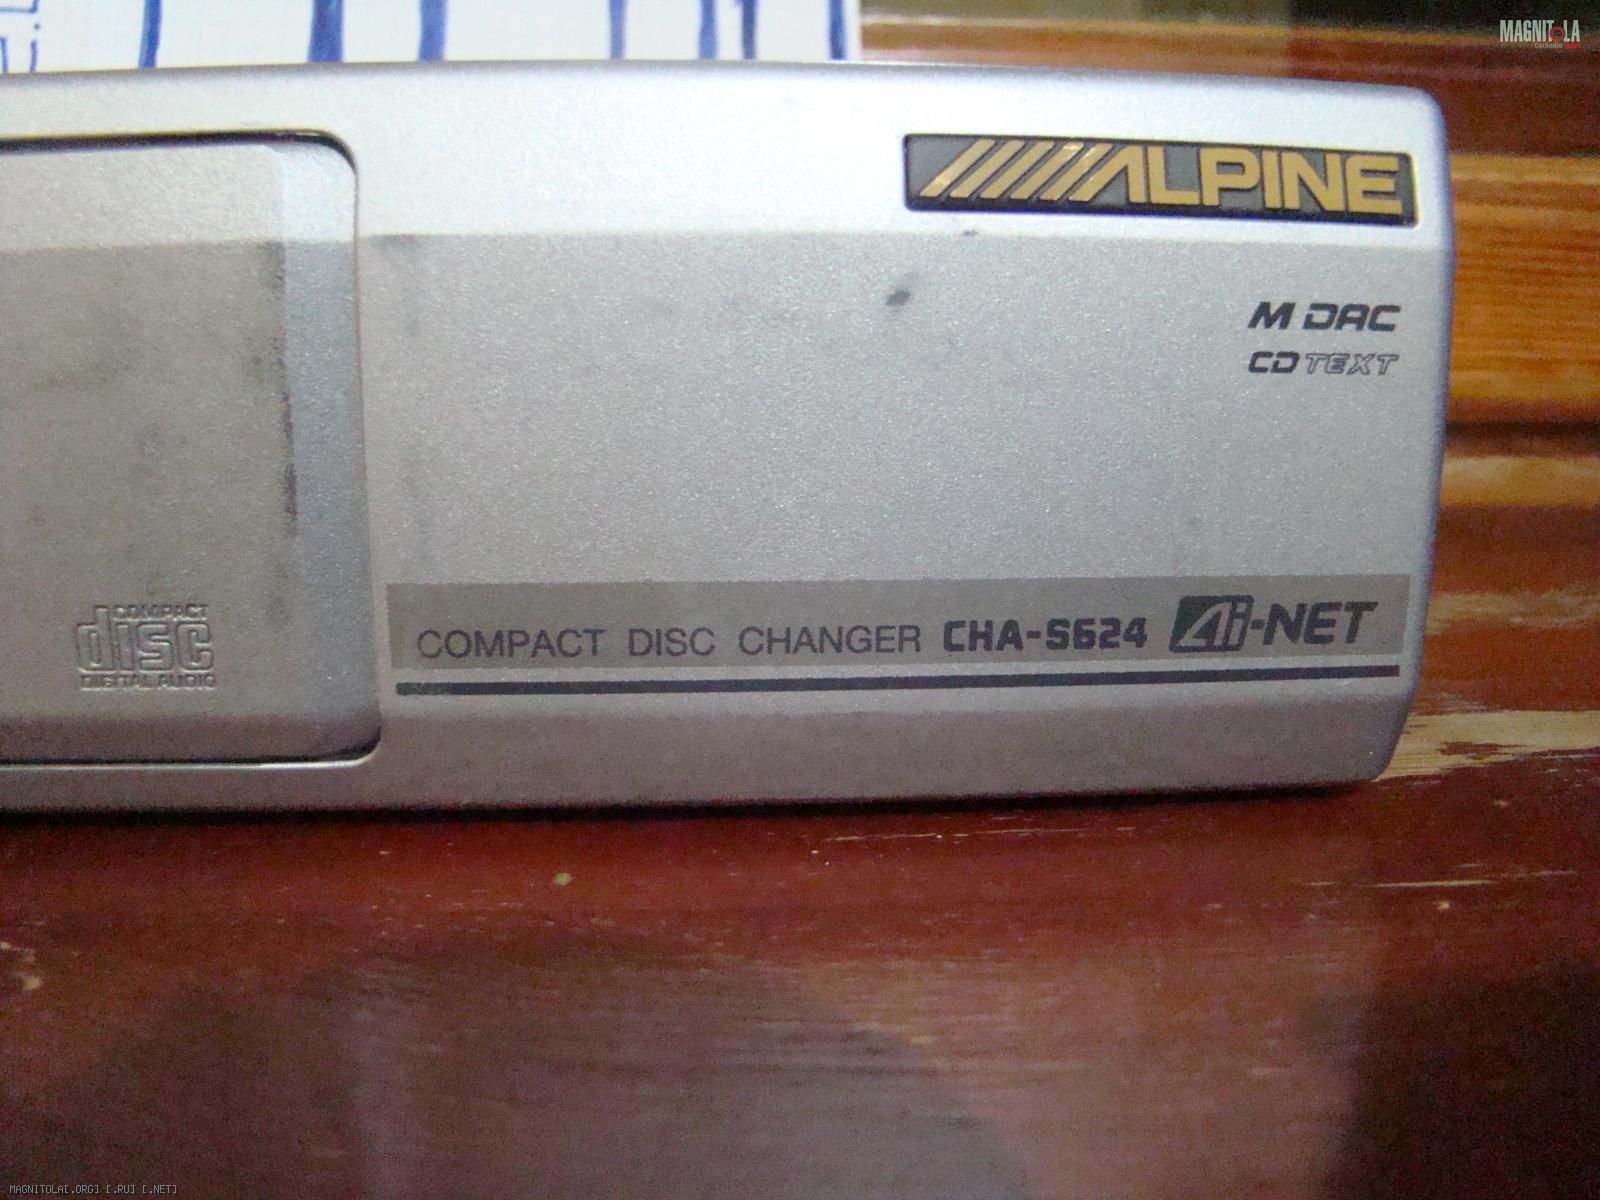 MAGNITOLA
ALPINE
M DAC
CD TEXT
COMPACT
disc
DIGITAL AUDIO
COMPACT DISC CHANGER CHA-S624 Ai-NET
MAGNITOLA[.ORG] [.RU] [.NET]